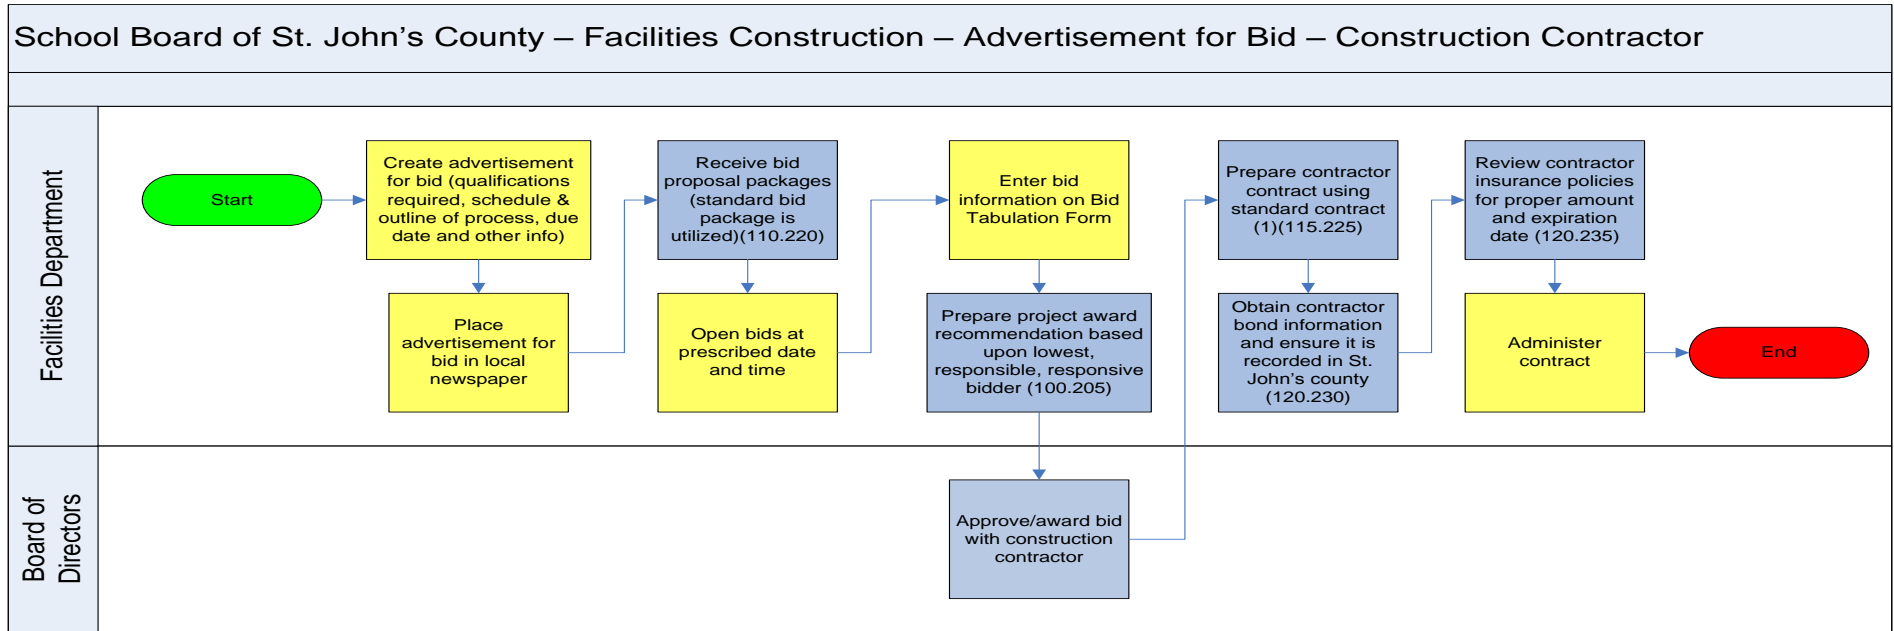 School Board of St. John's County – Facilities Construction – Advertisement for Bid – Construction Contractor
Facilities Department
Start
Create advertisement
for bid (qualifications
required, schedule &
outline of process, due
date and other info)
Place
advertisement for
bid in local
newspaper
Receive bid
proposal packages
(standard bid
package is
utilized)(110.220)
Open bids at
prescribed date
and time
Enter bid
information on Bid
Tabulation Form
Prepare project award
recommendation based
upon lowest,
responsible, responsive
bidder (100.205)
Prepare contractor
contract using
standard contract
(1)(115.225)
Obtain contractor
bond information
and ensure it is
recorded in St.
John's county
(120.230)
Review contractor
insurance policies
for proper amount
and expiration
date (120.235)
Administer
contract
End
Board of
Directors
Approve/award bid
with construction
contractor